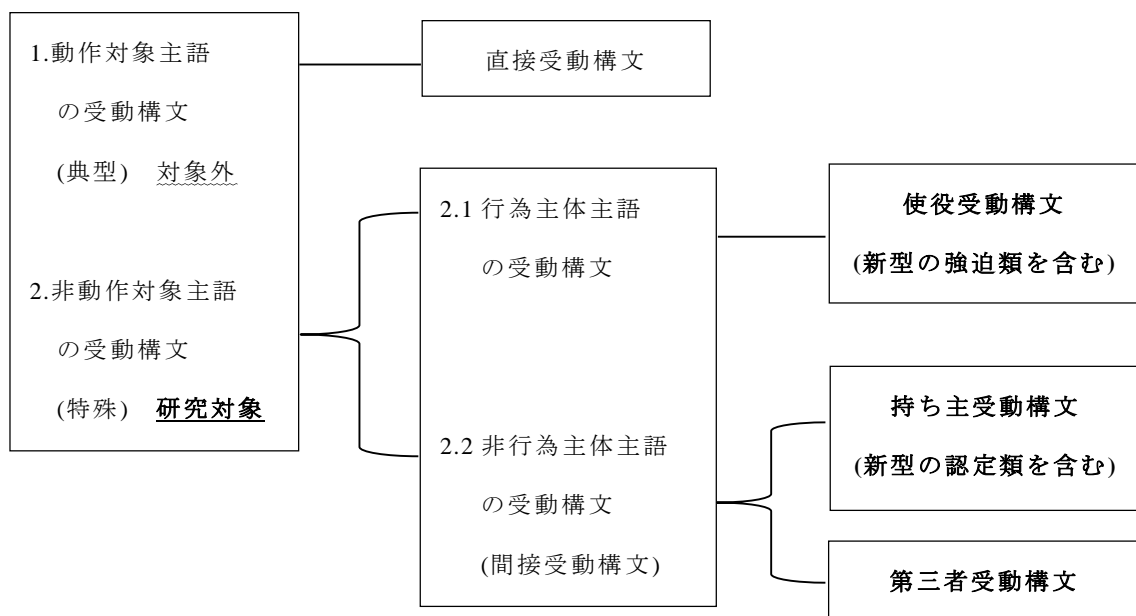 1.動作対象主語
の受動構文
(典型) 対象外
2.非動作対象主語
の受動構文
(特殊) 研究対象
直接受動構文
2.1 行為主体主語
の受動構文
2.2 非行為主体主語
の受動構文
(間接受動構文)
使役受動構文
(新型の強迫類を含む)
持ち主受動構文
(新型の認定類を含む)
第三者受動構文